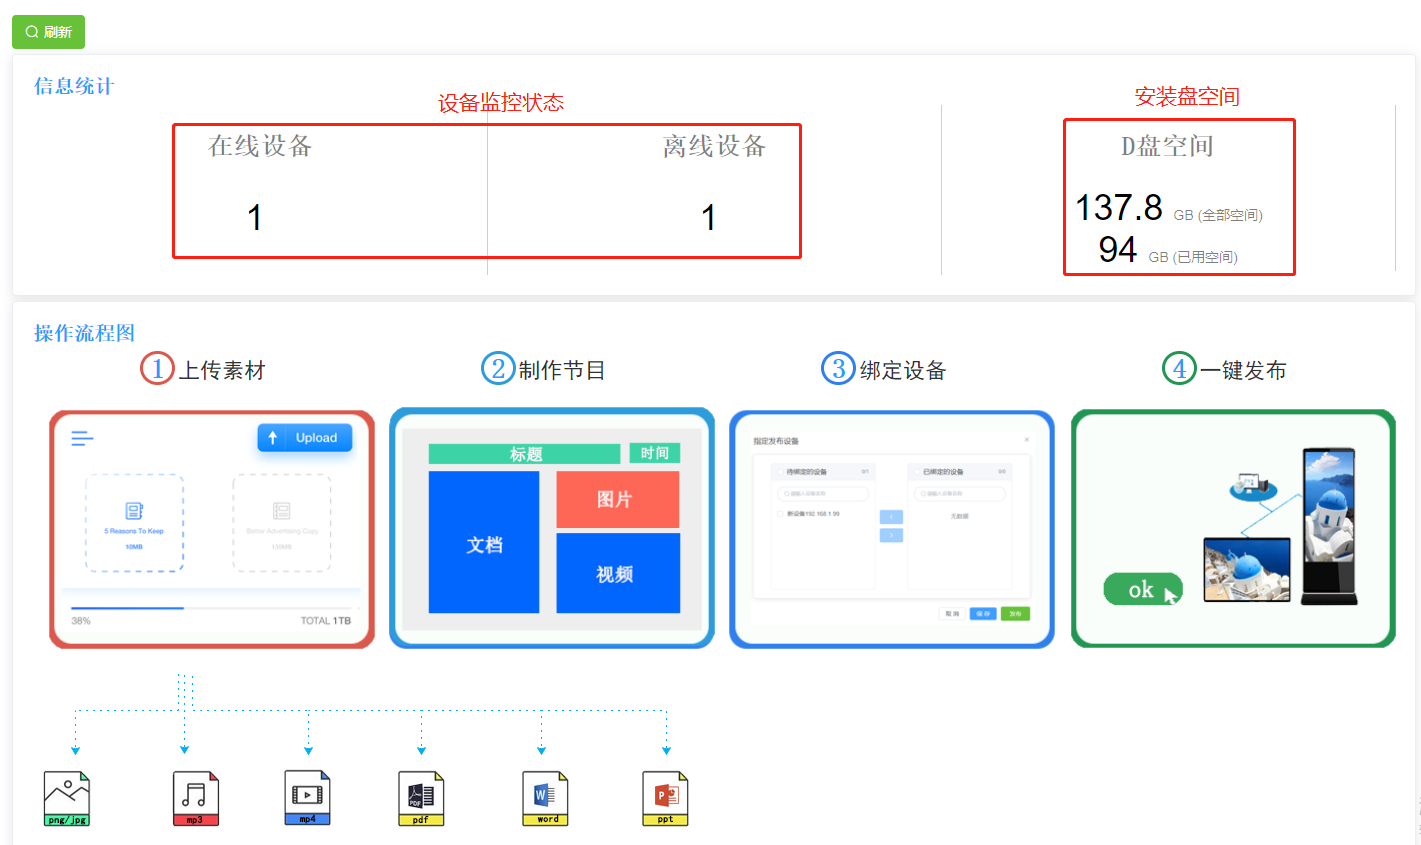 刷新
信息统计
设备监控状态
安装盘空间
在线设备
离线设备
D盘空间
1
1
137.8 GB (全部空间)
94 GB (已用空间)
操作流程图
1 上传素材
2 制作节目
3 绑定设备
4 一键发布
Upload
5 Reasons To Keep
10MB
Better Advertising Copy
100MB
38%
TOTAL 1TB
标题
时间
文档
图片
视频
指定发布设备
待绑定的设备 0/1
新设备192.168.1.99
已绑定的设备 0/0
无数据
取消
保存
发布
ok
png/jpg
mp3
mp4
PDF
pdf
W
word
P
ppt